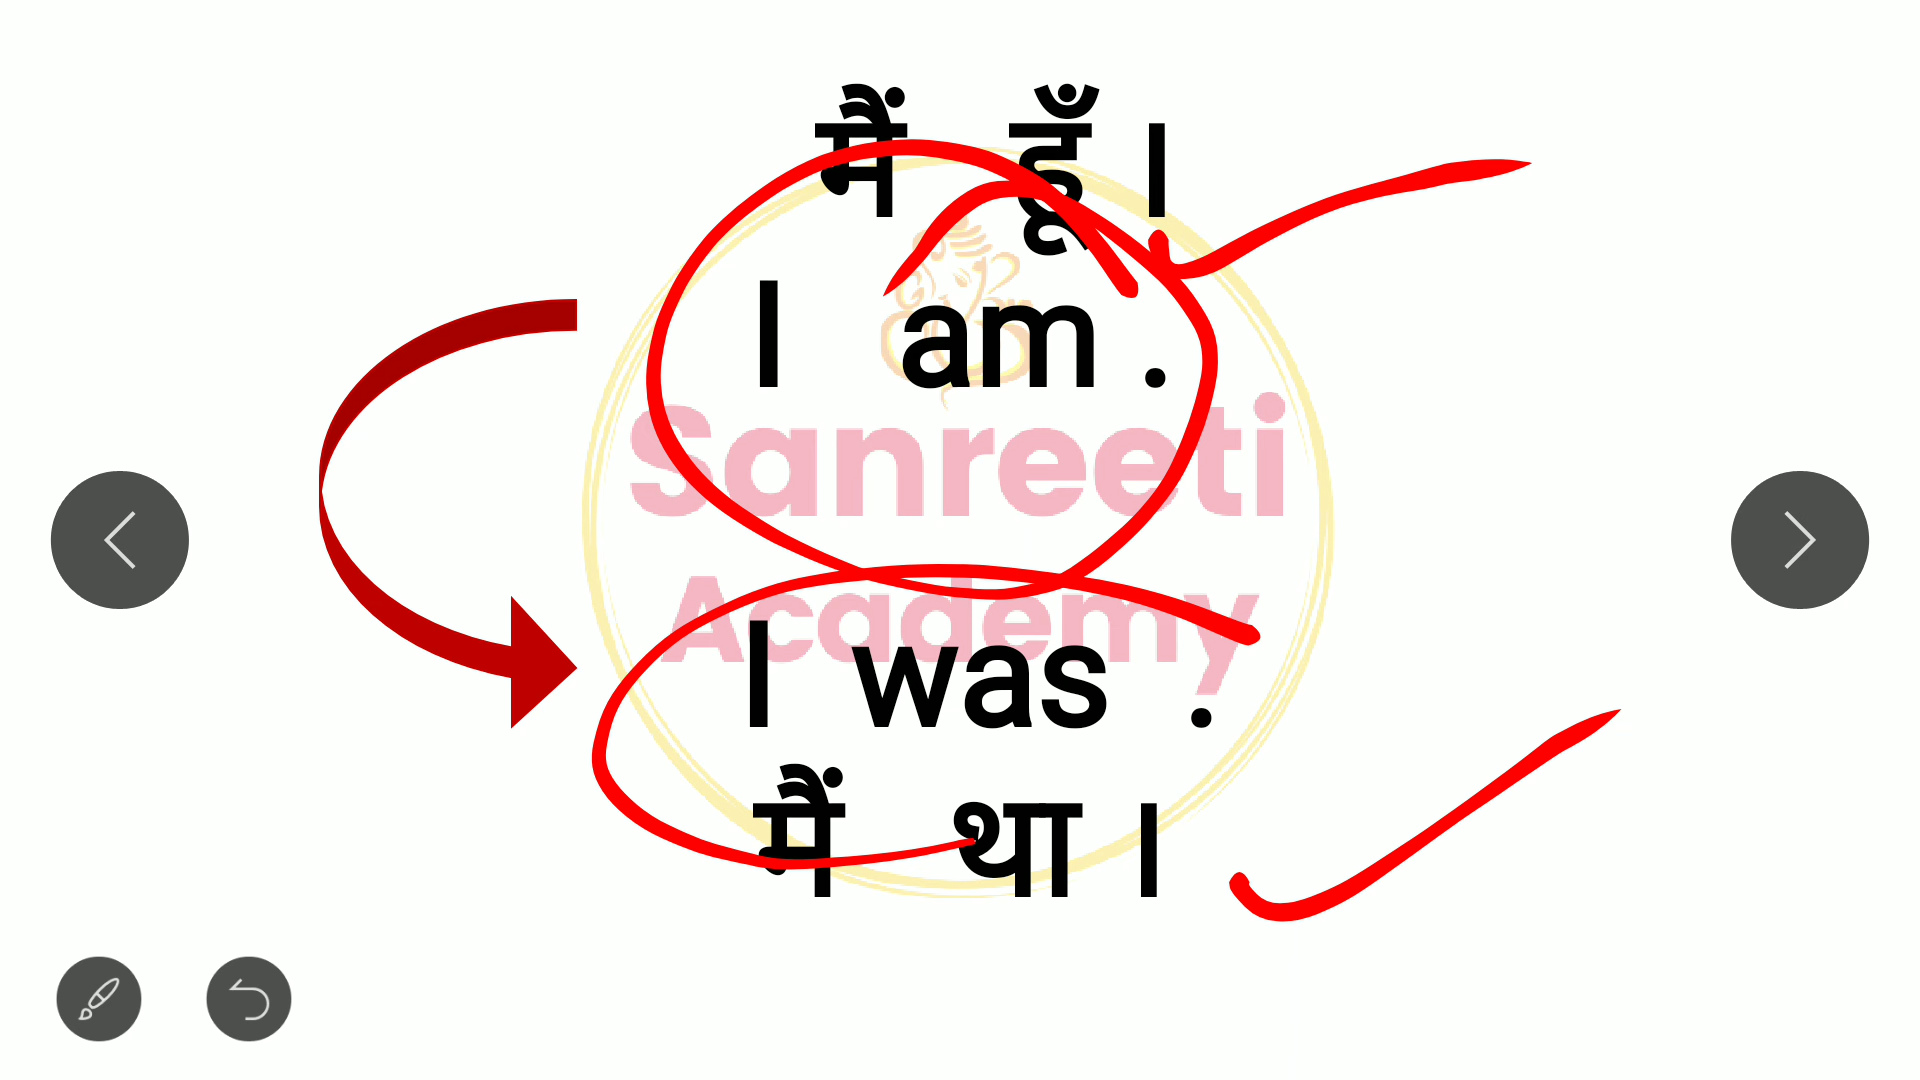 मैं हूँ ।
I am .
Sanreeti
Academy
I was .
मैं था ।